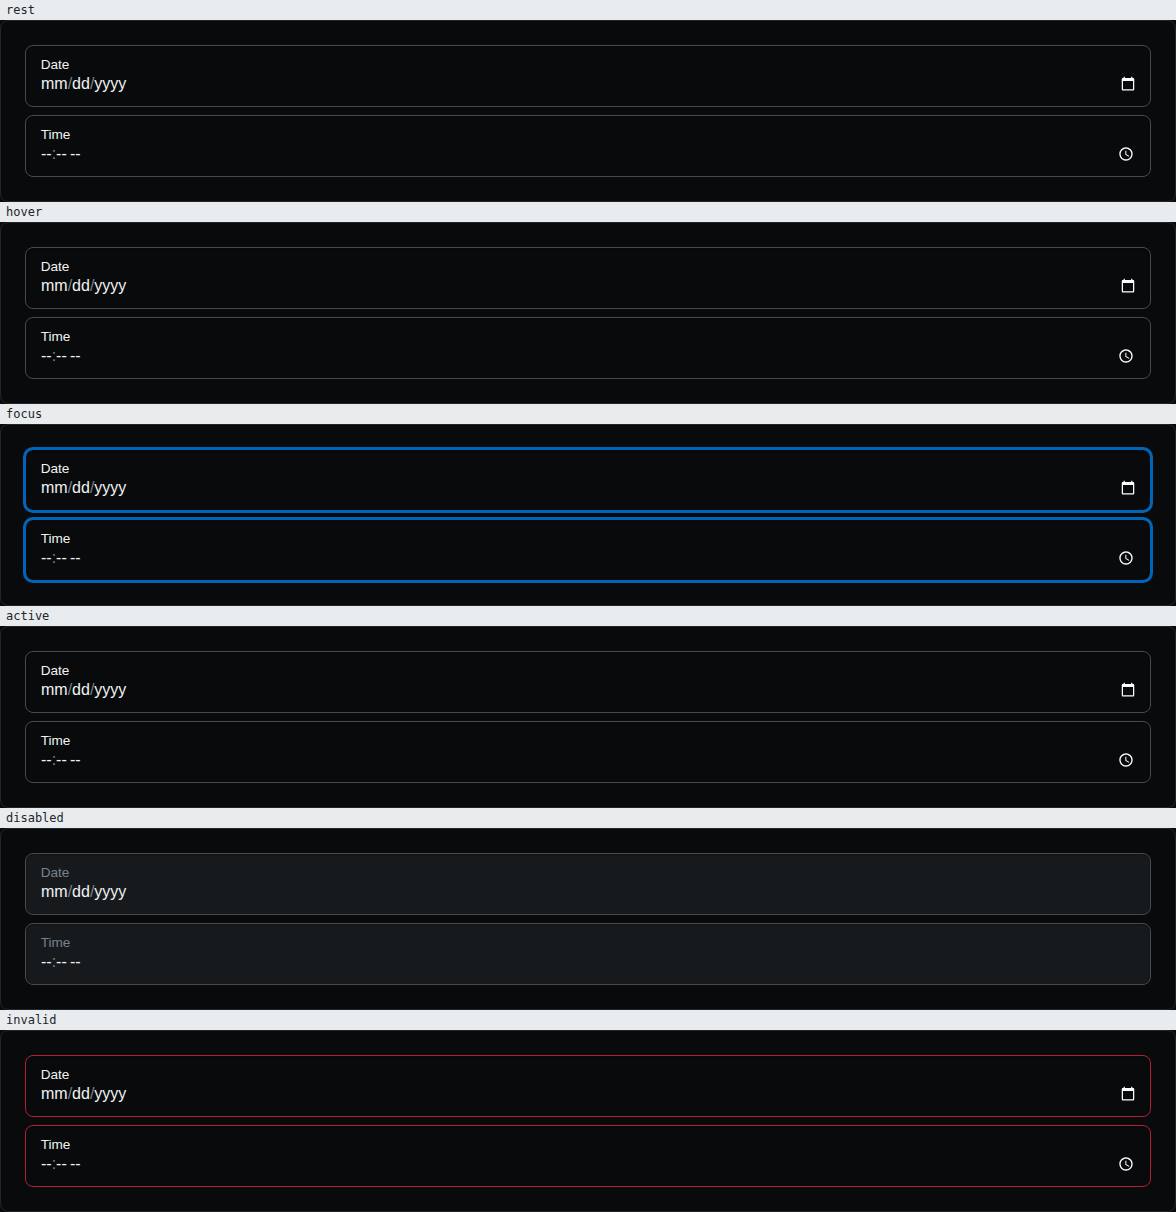 rest
Date
mm/dd/yyyy
Time
--:-- --
hover
Date
mm/dd/yyyy
Time
--:-- --
focus
Date
mm/dd/yyyy
Time
--:-- --
active
Date
mm/dd/yyyy
Time
--:-- --
disabled
Date
mm/dd/yyyy
Time
--:-- --
invalid
Date
mm/dd/yyyy
Time
--:-- --